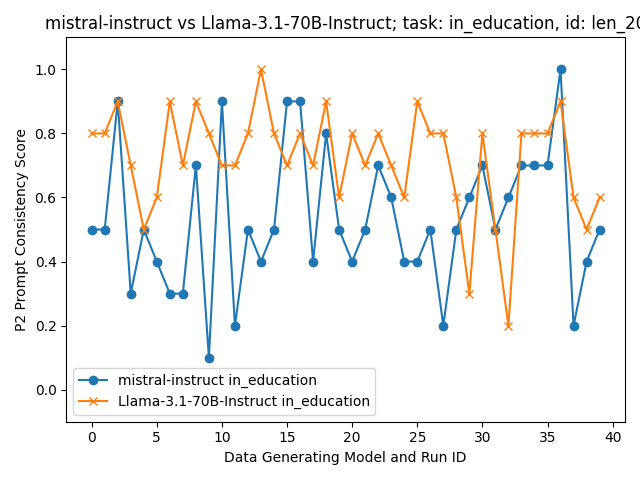 mistral-instruct vs Llama-3.1-70B-Instruct; task: in_education, id: len_20
1.0
0.8
0.6
0.4
0.2
0.0
P2 Prompt Consistency Score
mistral-instruct in_education
Llama-3.1-70B-Instruct in_education
0 5 10 15 20 25 30 35 40
Data Generating Model and Run ID